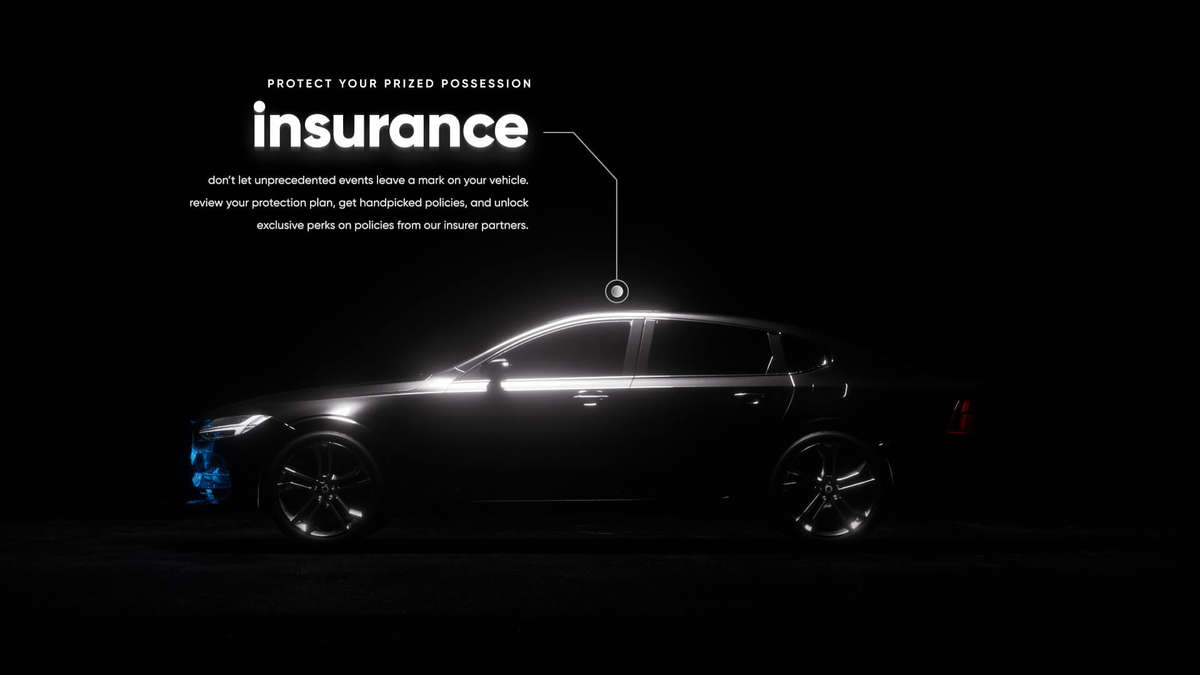 PROTECT YOUR PRIZED POSSESSION
insurance
don't let unprecedented events leave a mark on your vehicle.
review your protection plan, get handpicked policies, and unlock
exclusive perks on policies from our insurer partners.